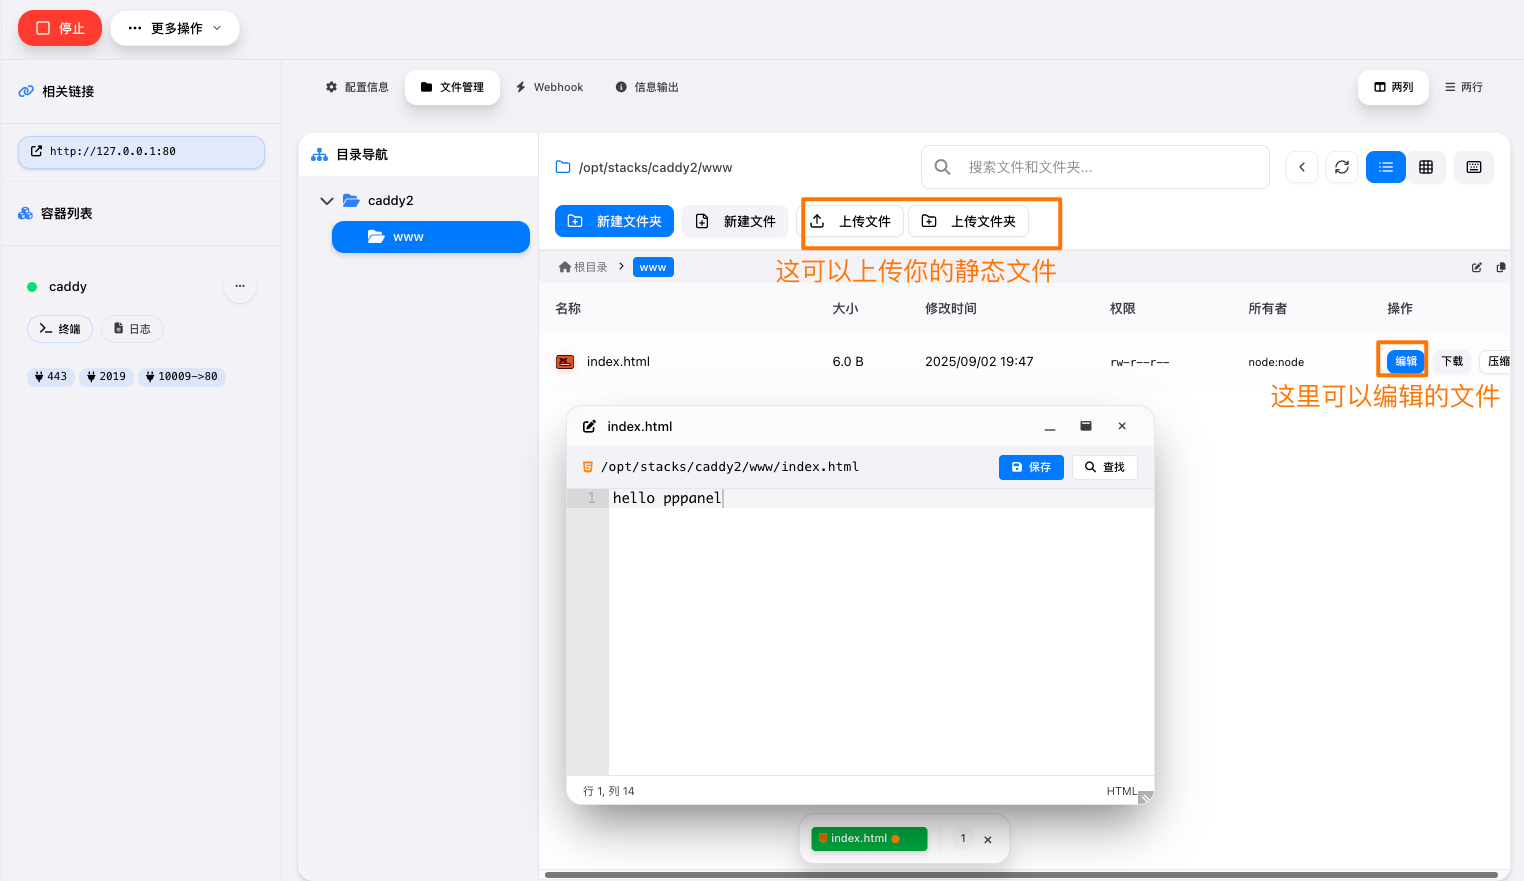 停止
更多操作
相关链接
http://127.0.0.1:80
容器列表
caddy
终端
日志
443
2019
10009->80
配置信息
文件管理
Webhook
信息输出
两列
两行
目录导航
caddy2
www
/opt/stacks/caddy2/www
搜索文件和文件夹...
新建文件夹
新建文件
上传文件
上传文件夹
这可以上传你的静态文件
根目录
www
名称 大小 修改时间 权限 所有者 操作
index.html 6.0 B 2025/09/02 19:47 rw-r--r-- node:node 编辑 下载 压缩
这里可以编辑的文件
index.html
/opt/stacks/caddy2/www/index.html
保存
查找
1 hello pppanel
行 1, 列 14
HTML
index.html
1